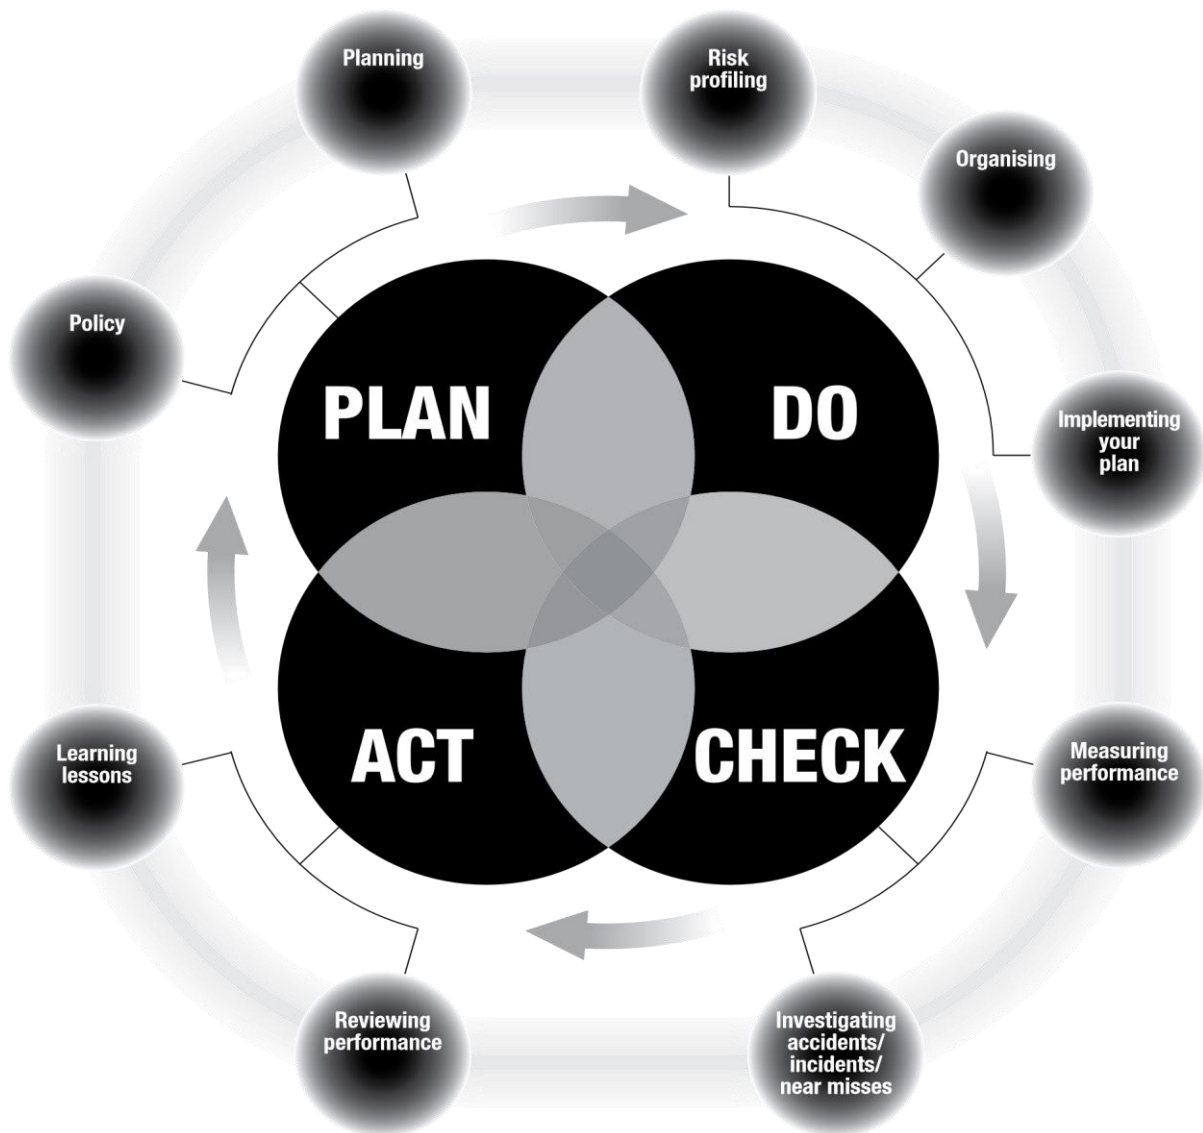 Planning
Risk
profiling
Organising
Policy
PLAN
DO
Implementing
your
plan
Learning
lessons
ACT
CHECK
Measuring
performance
Reviewing
performance
Investigating
accidents/
incidents/
near misses